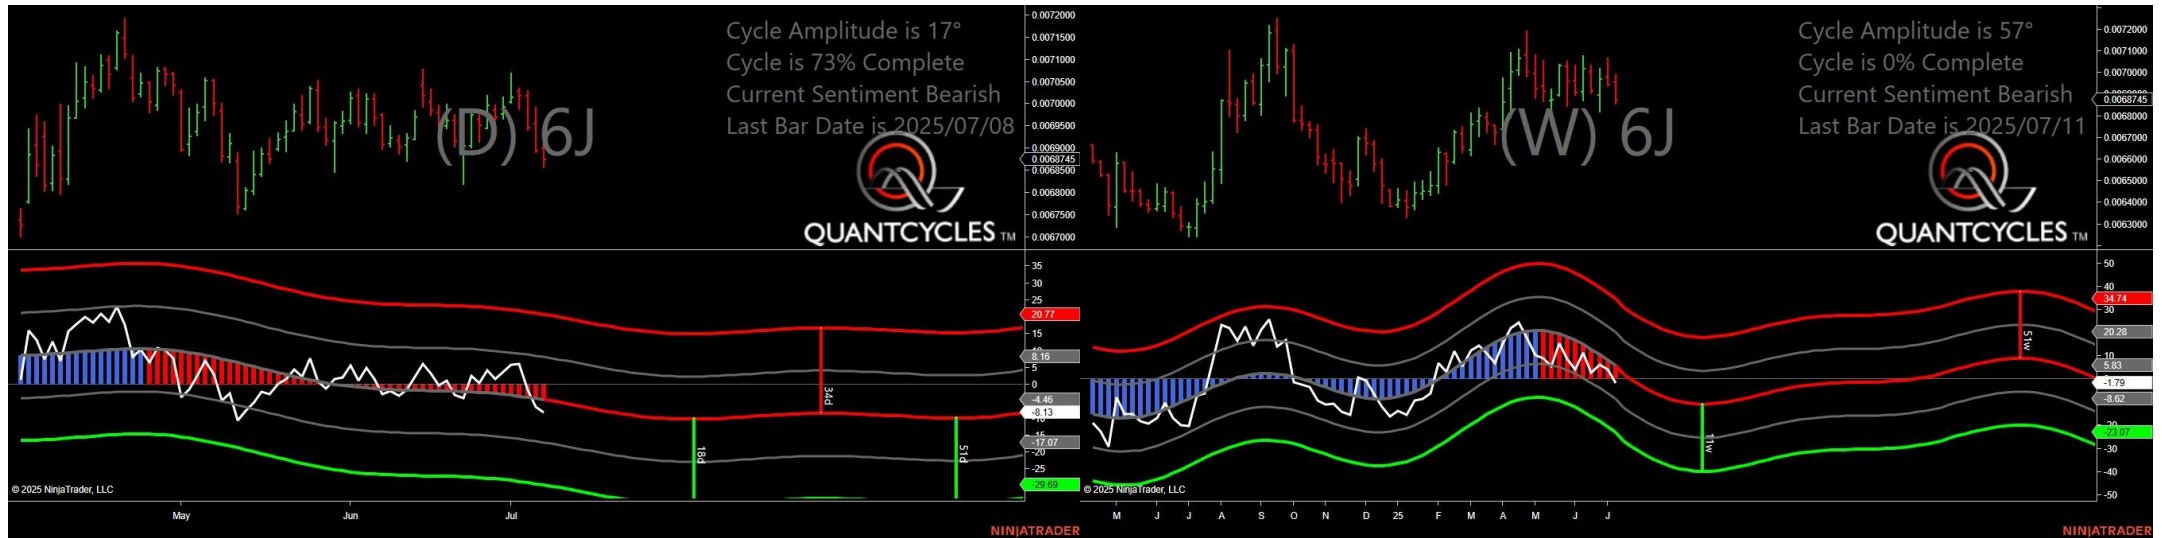 Cycle Amplitude is 17°
Cycle is 73% Complete
Current Sentiment Bearish
Last Bar Date is 2025/07/08
(D) 6J
QUANTCYCLES TM
0.0072000
0.0071500
0.0071000
0.0070500
0.0070000
0.0069500
0.0069000
0.0068745
0.0068500
0.0068000
0.0067500
0.0067000
35
30
25
20.77
15
10
8.16
5
0
-4.46
-8.13
-15
-17.07
-20
-25
-29.69
34d
18d
51d
© 2025 NinjaTrader, LLC
May Jun Jul
NINJATRADER
Cycle Amplitude is 57°
Cycle is 0% Complete
Current Sentiment Bearish
Last Bar Date is 2025/07/11
(W) 6J
QUANTCYCLES TM
0.0072000
0.0071000
0.0070000
0.0068745
0.0068000
0.0067000
0.0066000
0.0065000
0.0064000
0.0063000
50
40
34.74
30
20.28
10
5.83
-1.79
-8.62
-23.07
-30
-40
-50
51w
11w
© 2025 NinjaTrader, LLC
M J J A S O N D 25 F M A M J J
NINJATRADER